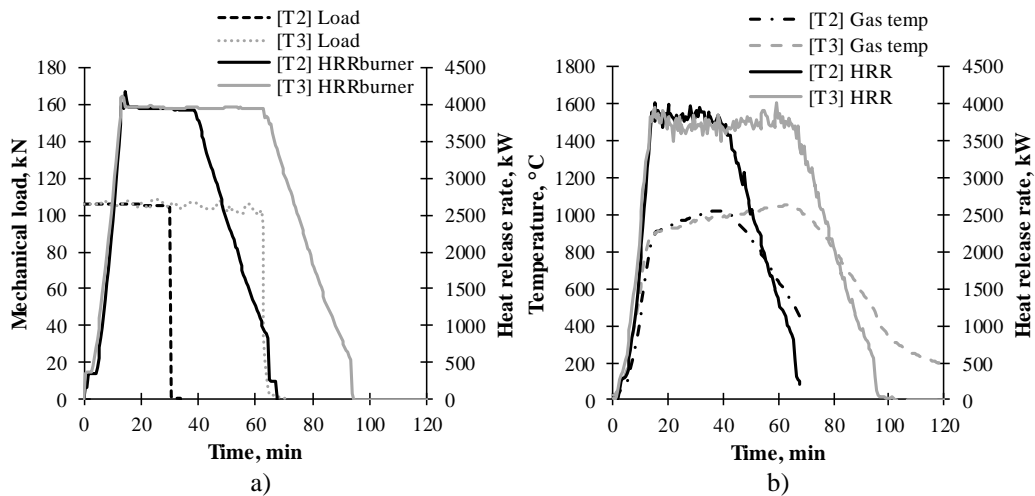 [T2] Load
[T3] Load
[T2] HRRburner
[T3] HRRburner
180
160
140
120
100
80
60
40
20
0
Mechanical load, kN
4500
4000
3500
3000
2500
2000
1500
1000
500
0
Heat release rate, kW
0 20 40 60 80 100 120
Time, min
a)
[T2] Gas temp
[T3] Gas temp
[T2] HRR
[T3] HRR
1800
1600
1400
1200
1000
800
600
400
200
0
Temperature, °C
4500
4000
3500
3000
2500
2000
1500
1000
500
0
Heat release rate, kW
0 20 40 60 80 100 120
Time, min
b)